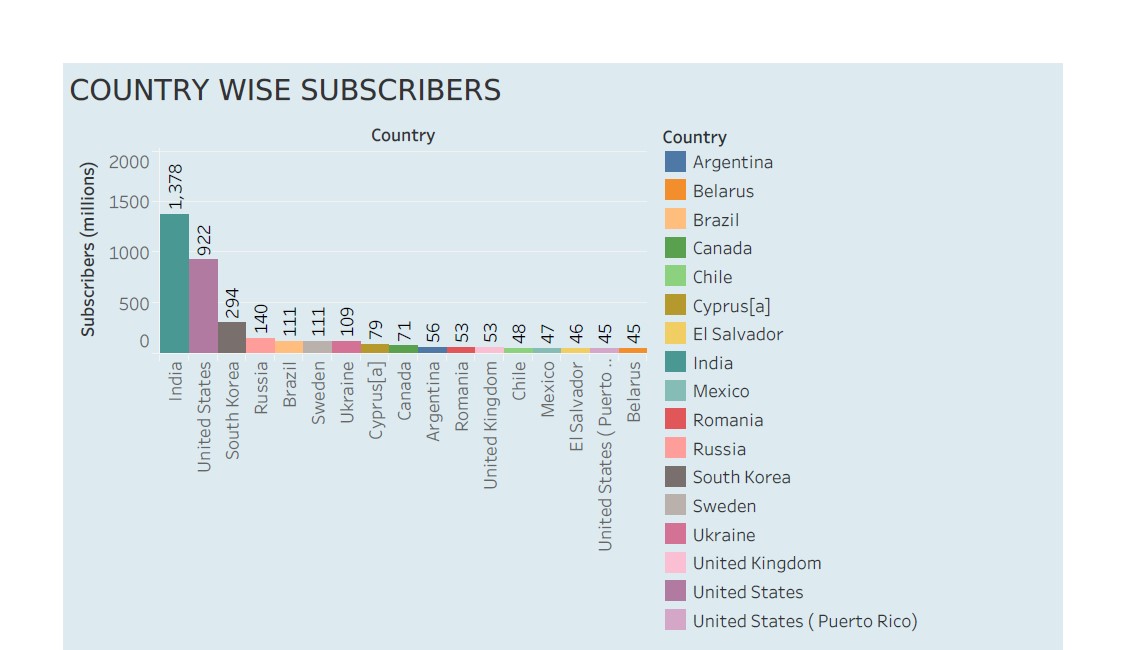 COUNTRY WISE SUBSCRIBERS
Country
Subscribers (millions)
2000
1500
1000
500
0
1,378
922
294
140
111
111
109
79
71
56
53
53
48
47
46
45
45
India
United States
South Korea
Russia
Brazil
Sweden
Ukraine
Cyprus[a]
Canada
Argentina
Romania
United Kingdom
Chile
Mexico
El Salvador
United States ( Puerto ..
Belarus
Country
Argentina
Belarus
Brazil
Canada
Chile
Cyprus[a]
El Salvador
India
Mexico
Romania
Russia
South Korea
Sweden
Ukraine
United Kingdom
United States
United States ( Puerto Rico)